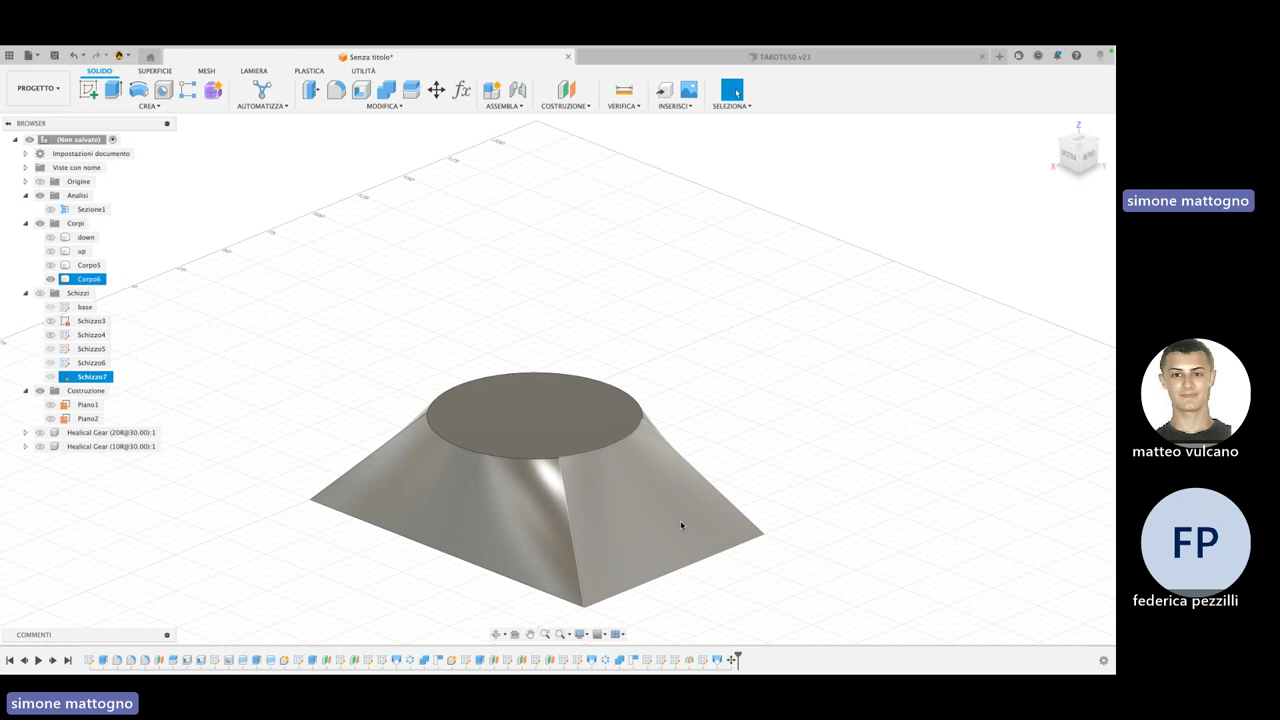 Senza titolo*
TAROT650 v21
SOLIDO
SUPERFICIE
MESH
LAMIERA
PLASTICA
UTILITÀ
PROGETTO
CREA
AUTOMATIZZA
MODIFICA
ASSEMBLA
COSTRUZIONE
VERIFICA
INSERISCI
SELEZIONA
BROWSER
(Non salvato)
Impostazioni documento
Viste con nome
Origine
Analisi
Sezione1
Corpi
down
up
Corpo5
Corpo6
Schizzi
base
Schizzo3
Schizzo4
Schizzo5
Schizzo6
Schizzo7
Costruzione
Piano1
Piano2
Healical Gear (20R@30.00):1
Healical Gear (10R@30.00):1
Z
X
Y
DESTRA
RETRO
COMMENTI
simone mattogno
matteo vulcano
FP
federica pezzilli
simone mattogno